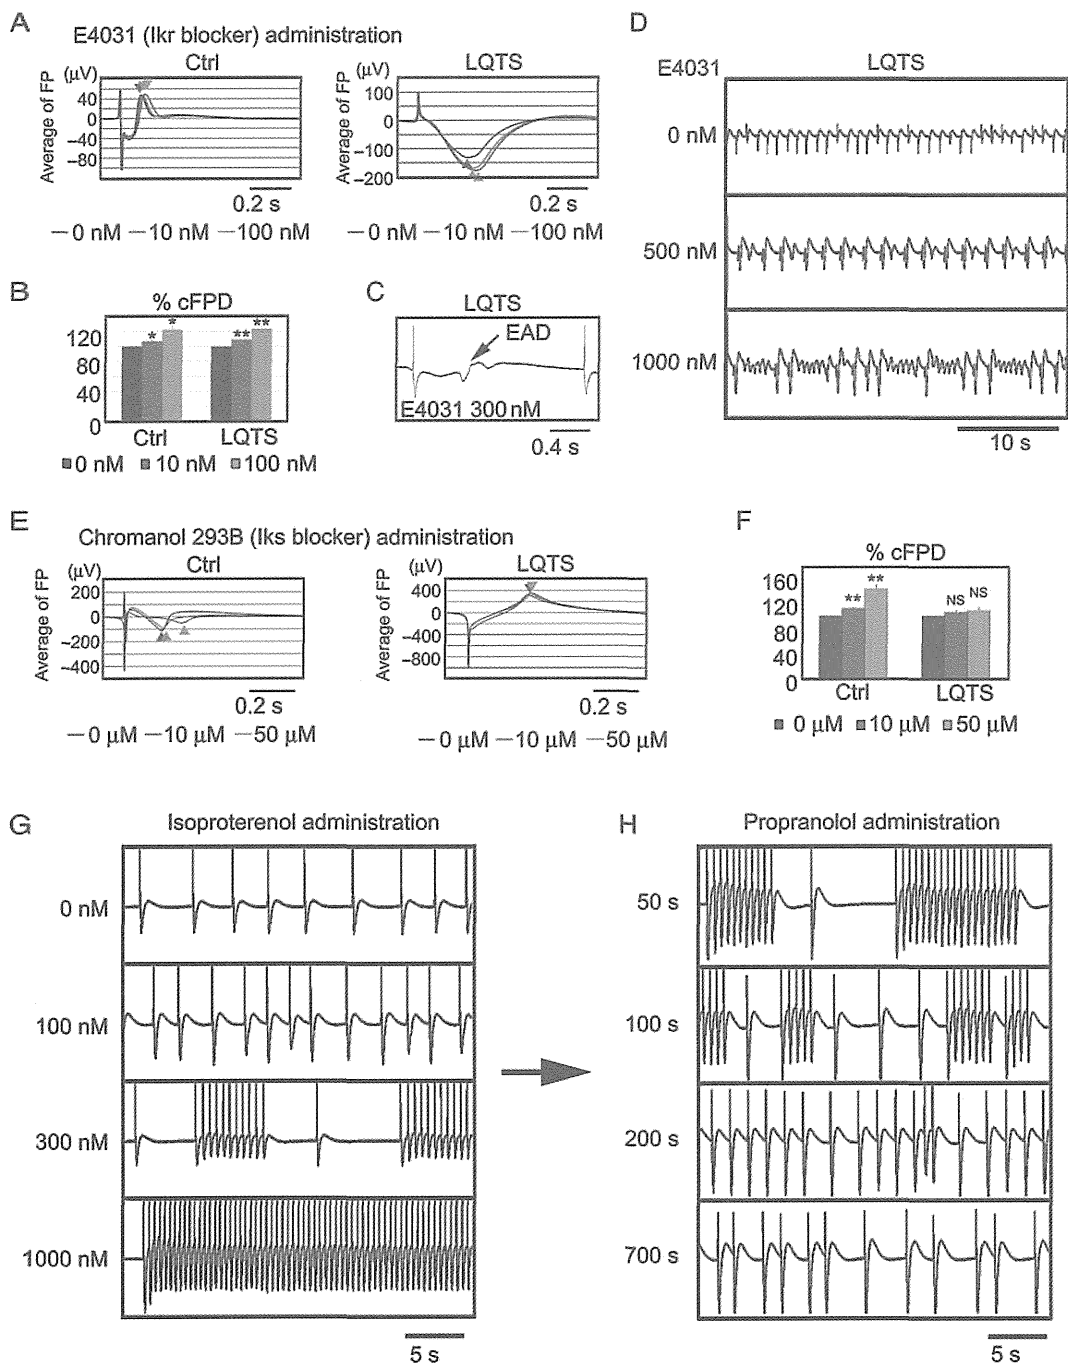 A
E4031 (Ikr blocker) administration
Ctrl
(μV)
Average of FP
40
0
−40
−80
0.2 s
0 nM 10 nM 100 nM
LQTS
(μV)
Average of FP
100
0
−100
−200
0.2 s
0 nM 10 nM 100 nM
B
% cFPD
120
80
40
0
* *
** **
Ctrl LQTS
0 nM 10 nM 100 nM
C
LQTS
EAD
E4031 300 nM
0.4 s
D
E4031 LQTS
0 nM
500 nM
1000 nM
10 s
E
Chromanol 293B (Iks blocker) administration
Ctrl
(μV)
Average of FP
200
0
−200
−400
0.2 s
0 μM 10 μM 50 μM
LQTS
(μV)
Average of FP
400
0
−400
−800
0.2 s
0 μM 10 μM 50 μM
F
% cFPD
160
120
80
40
0
** **
NS NS
Ctrl LQTS
0 μM 10 μM 50 μM
G
Isoproterenol administration
0 nM
100 nM
300 nM
1000 nM
5 s
H
Propranolol administration
50 s
100 s
200 s
700 s
5 s